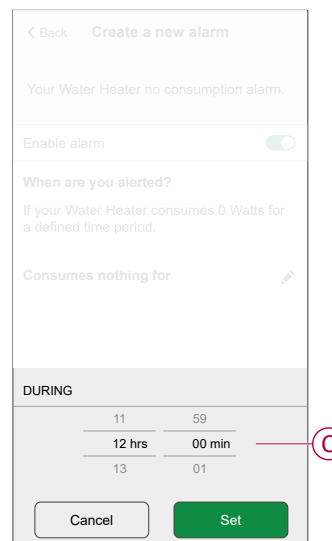 Back Create a new alarm
Your Water Heater no consumption alarm.
Enable alarm
When are you alerted?
If your Water Heater consumes 0 Watts for
a defined time period.
Consumes nothing for
DURING
11 59
12 hrs 00 min
13 01
Cancel Set